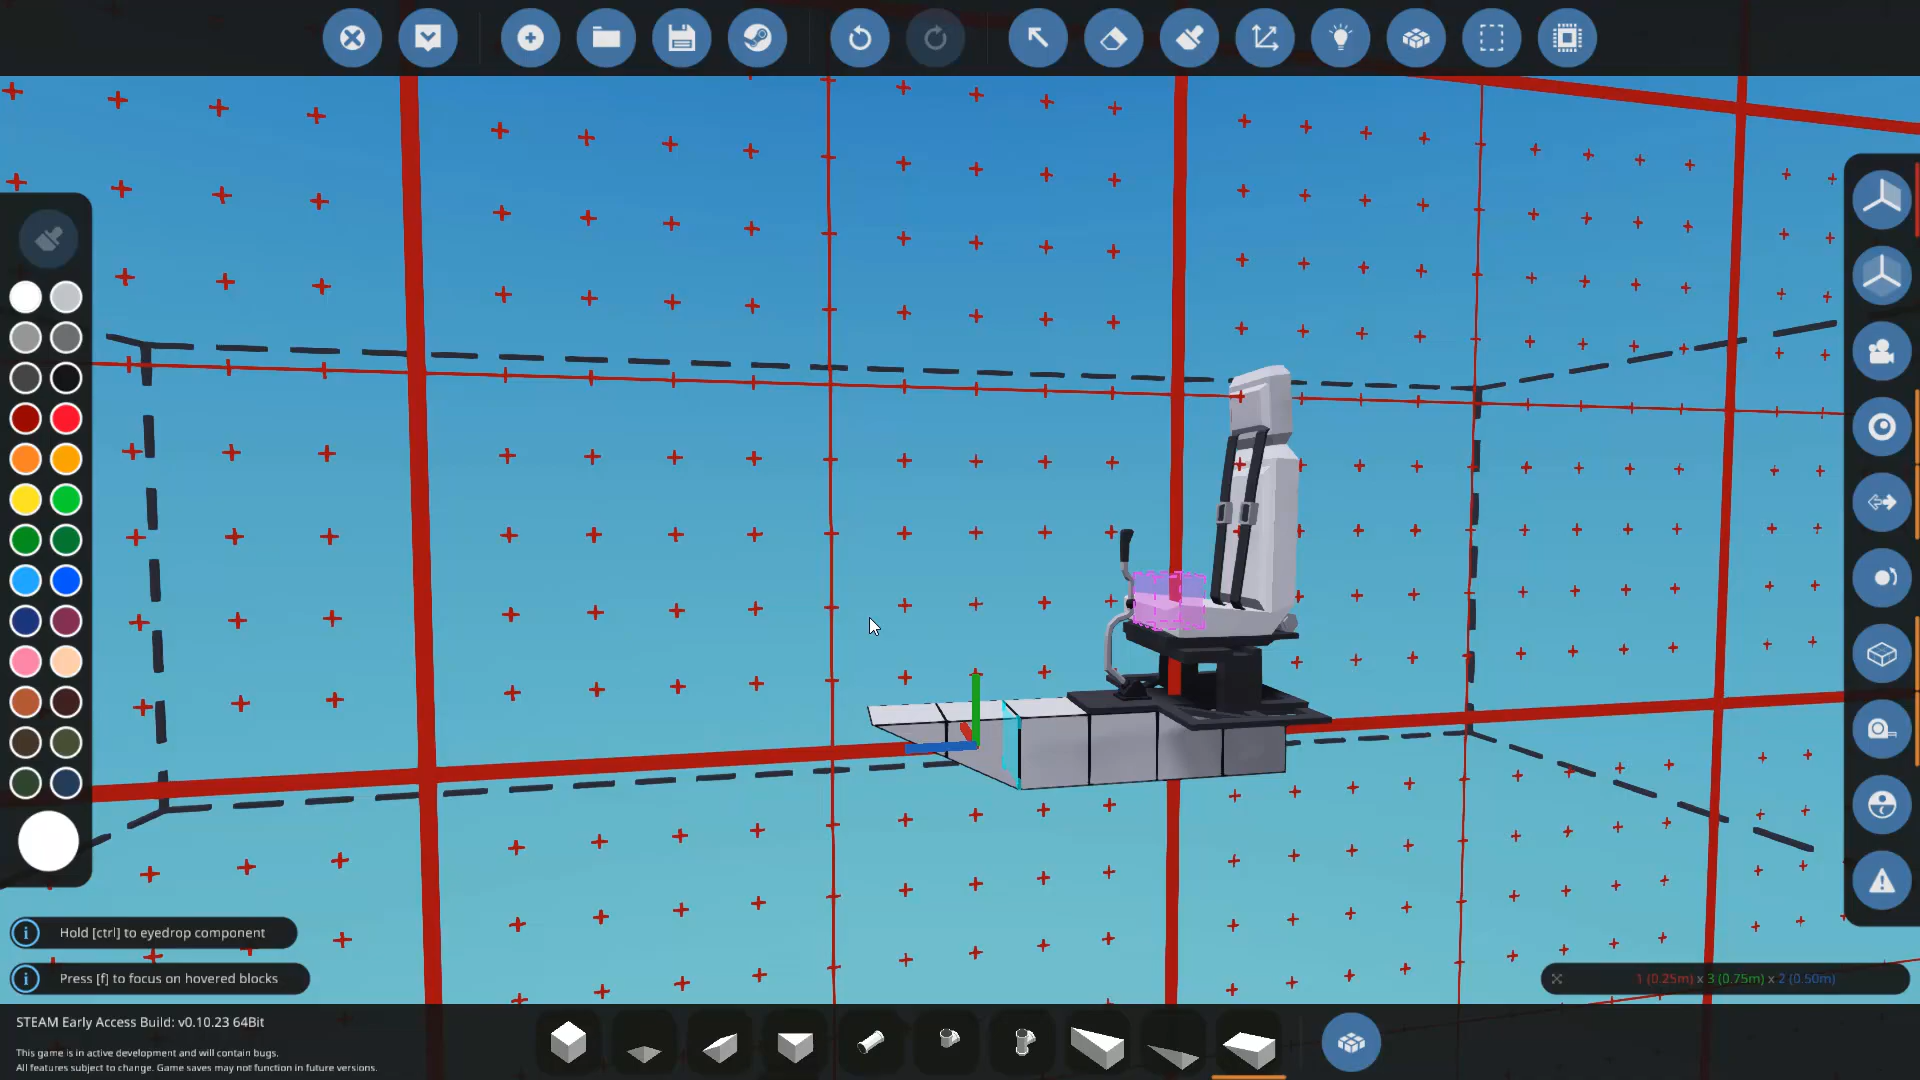 Hold [ctrl] to eyedrop component
Press [f] to focus on hovered blocks
1 (0.25m) x 3 (0.75m) x 2 (0.50m)
STEAM Early Access Build: v0.10.23 64Bit
This game is in active development and will contain bugs.
All features subject to change. Game saves may not function in future versions.